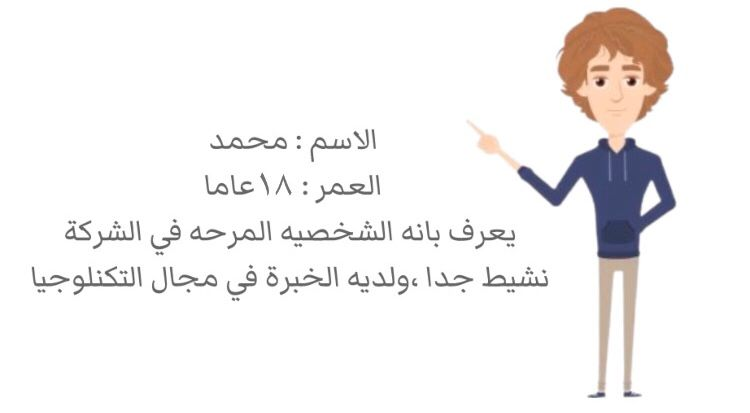 الاسم : محمد
العمر : ١٨عاما
يعرف بانه الشخصيه المرحه في الشركة
نشيط جدا ،ولديه الخبرة في مجال التكنلوجيا